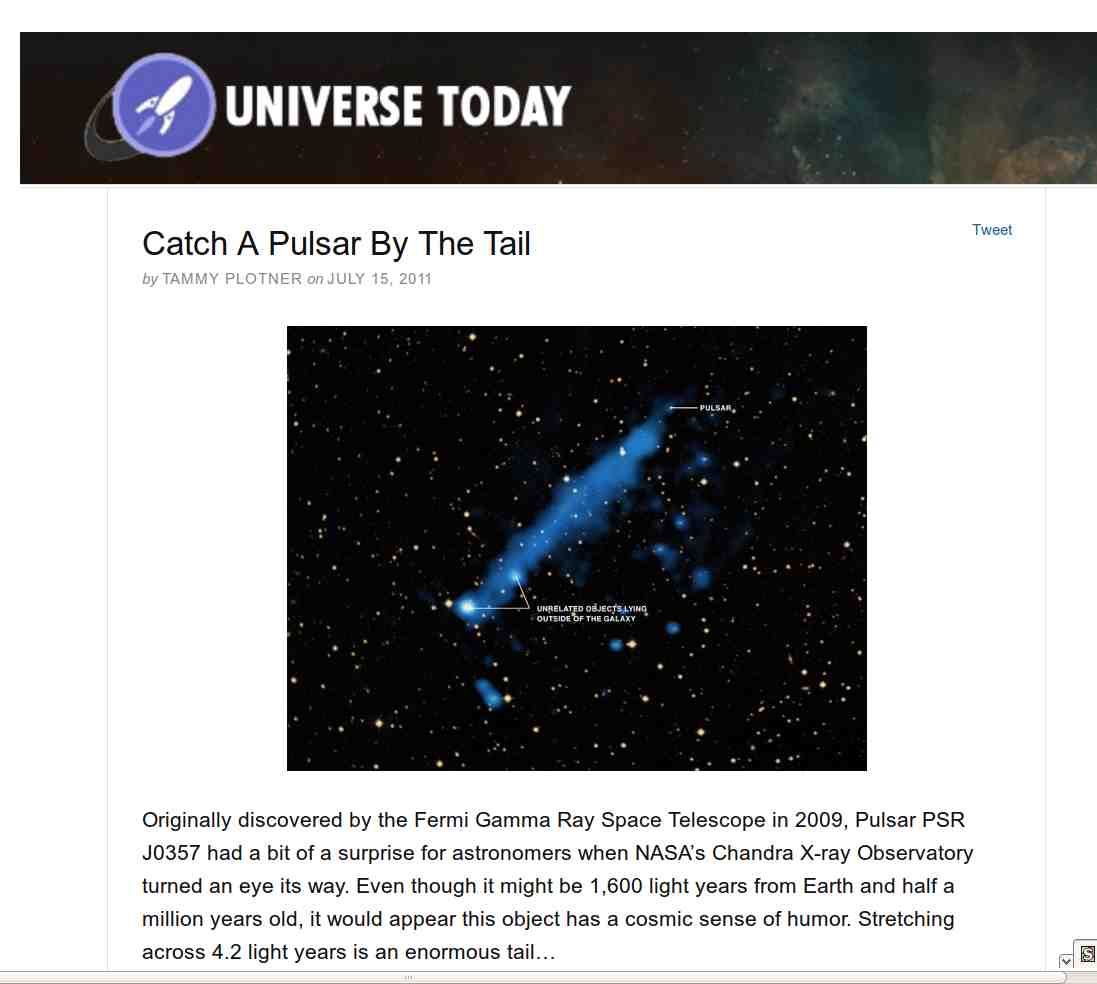 UNIVERSE TODAY
Catch A Pulsar By The Tail
Tweet
by TAMMY PLOTNER on JULY 15, 2011
PULSAR
UNRELATED OBJECTS LYING
OUTSIDE OF THE GALAXY
Originally discovered by the Fermi Gamma Ray Space Telescope in 2009, Pulsar PSR
J0357 had a bit of a surprise for astronomers when NASA’s Chandra X-ray Observatory
turned an eye its way. Even though it might be 1,600 light years from Earth and half a
million years old, it would appear this object has a cosmic sense of humor. Stretching
across 4.2 light years is an enormous tail…
S